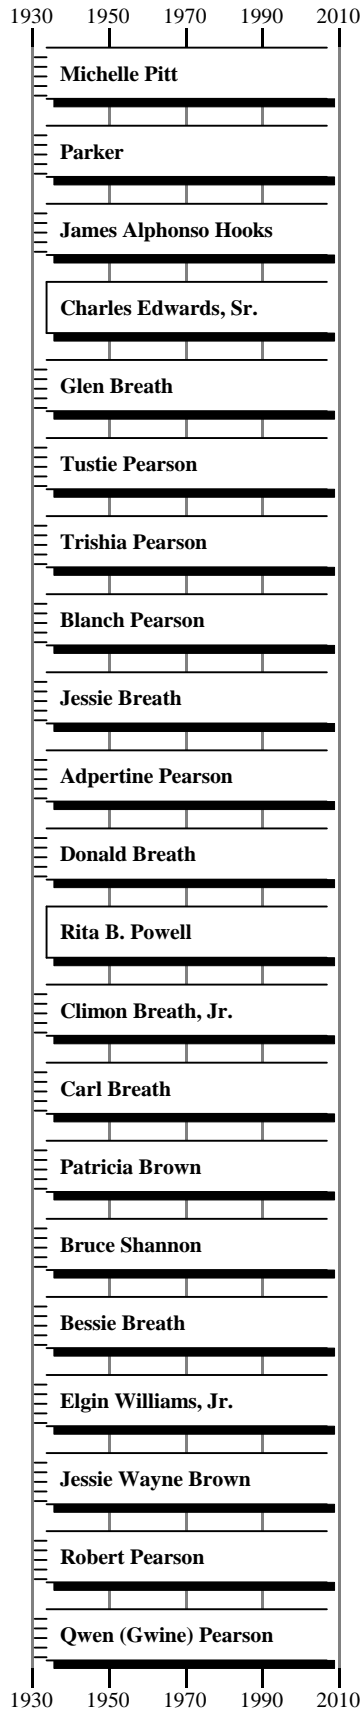 1930 1950 1970 1990 2010
Michelle Pitt
Parker
James Alphonso Hooks
Charles Edwards, Sr.
Glen Breath
Tustie Pearson
Trishia Pearson
Blanch Pearson
Jessie Breath
Adpertine Pearson
Donald Breath
Rita B. Powell
Climon Breath, Jr.
Carl Breath
Patricia Brown
Bruce Shannon
Bessie Breath
Elgin Williams, Jr.
Jessie Wayne Brown
Robert Pearson
Qwen (Gwine) Pearson
1930 1950 1970 1990 2010